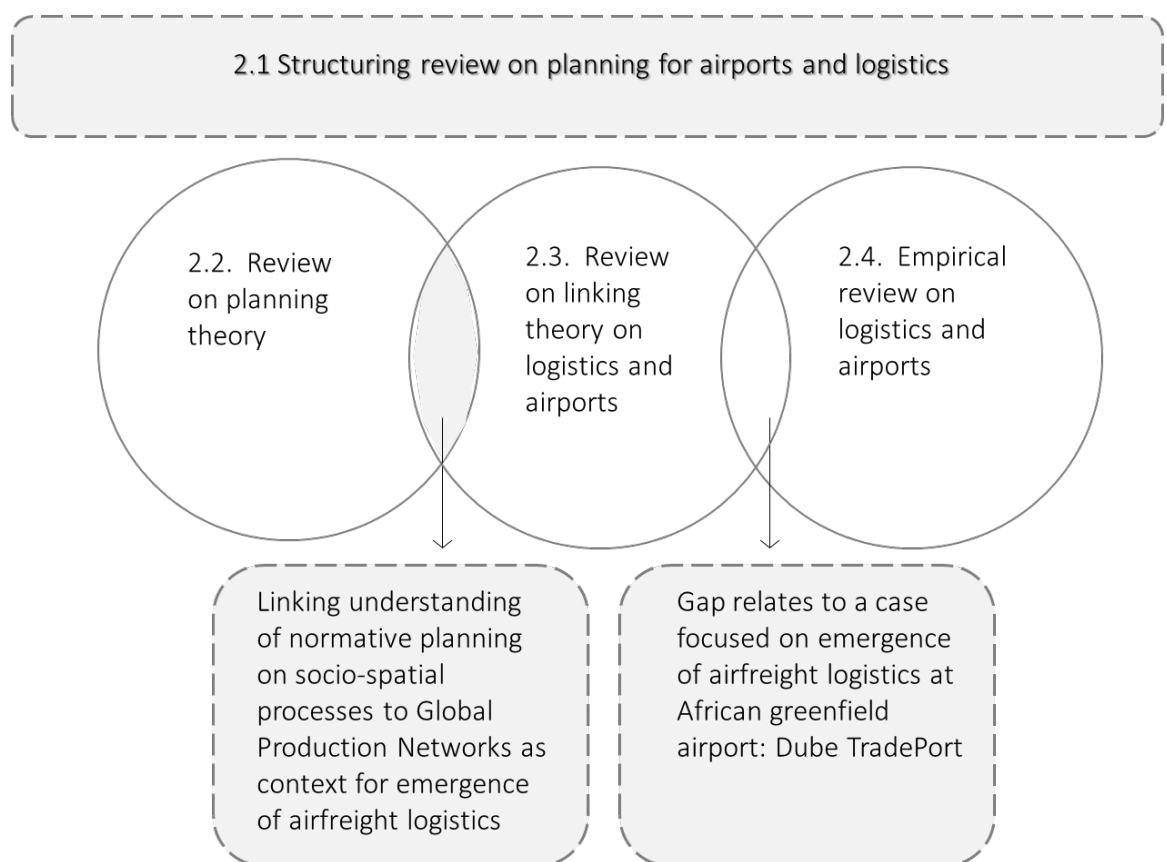 2.1 Structuring review on planning for airports and logistics
2.2. Review
on planning
theory
2.3. Review
on linking
theory on
logistics and
airports
2.4. Empirical
review on
logistics and
airports
Linking understanding
of normative planning
on socio-spatial
processes to Global
Production Networks as
context for emergence
of airfreight logistics
Gap relates to a case
focused on emergence
of airfreight logistics at
African greenfield
airport: Dube TradePort